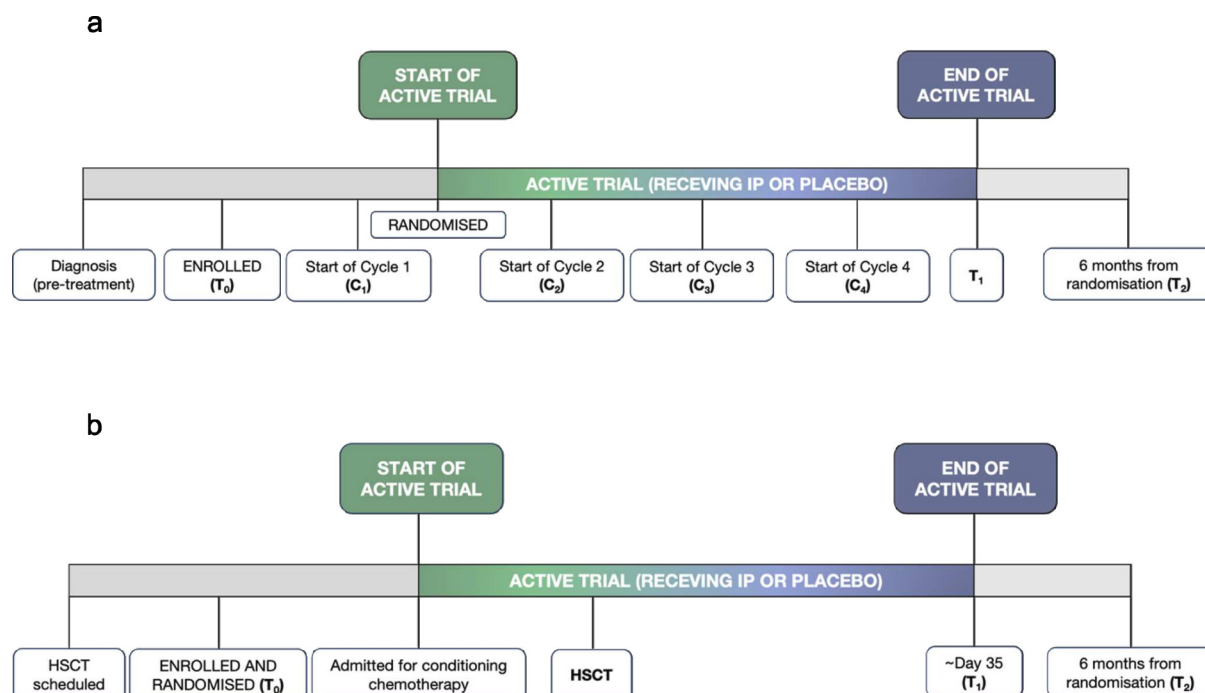 a
START OF
ACTIVE TRIAL
END OF
ACTIVE TRIAL
ACTIVE TRIAL (RECEVING IP OR PLACEBO)
RANDOMISED
Diagnosis
(pre-treatment)
ENROLLED
(T₀)
Start of Cycle 1
(C₁)
Start of Cycle 2
(C₂)
Start of Cycle 3
(C₃)
Start of Cycle 4
(C₄)
T₁
6 months from
randomisation (T₂)
b
START OF
ACTIVE TRIAL
END OF
ACTIVE TRIAL
ACTIVE TRIAL (RECEVING IP OR PLACEBO)
HSCT
scheduled
ENROLLED AND
RANDOMISED (T₀)
Admitted for conditioning
chemotherapy
HSCT
~Day 35
(T₁)
6 months from
randomisation (T₂)